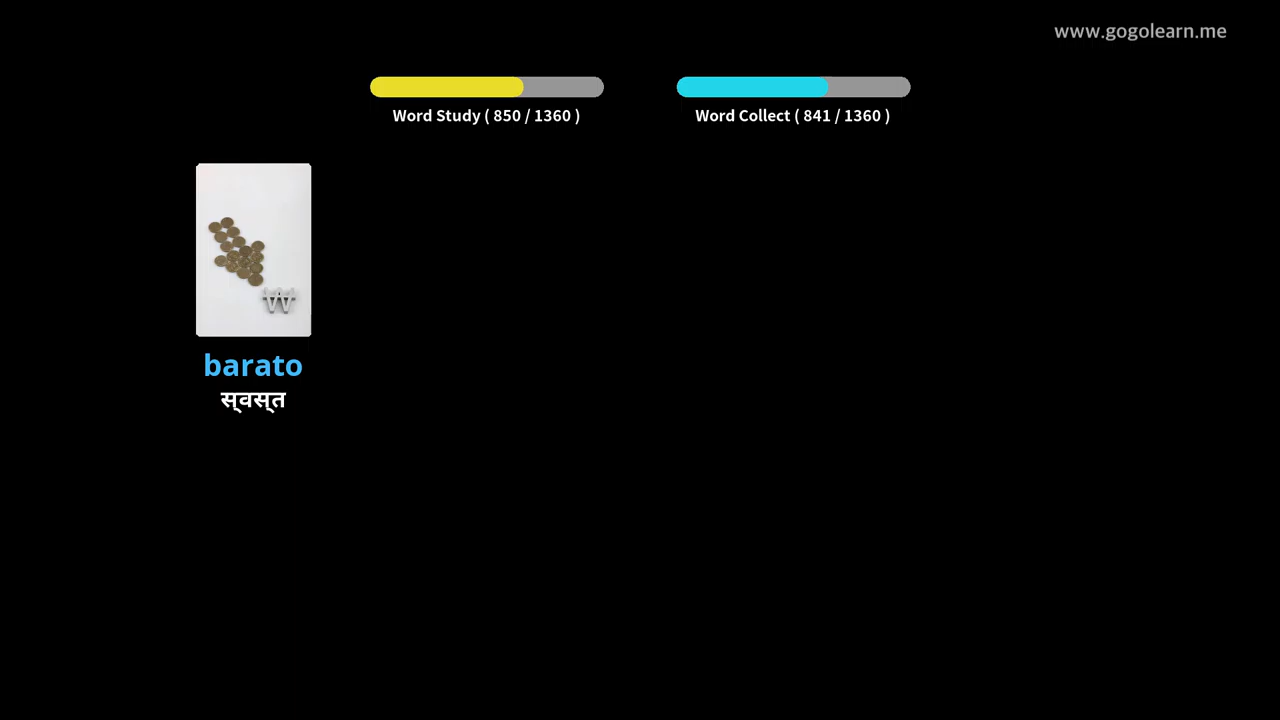 www.gogolearn.me
Word Study ( 850 / 1360 )
Word Collect ( 841 / 1360 )
₩
barato
स्वस्त